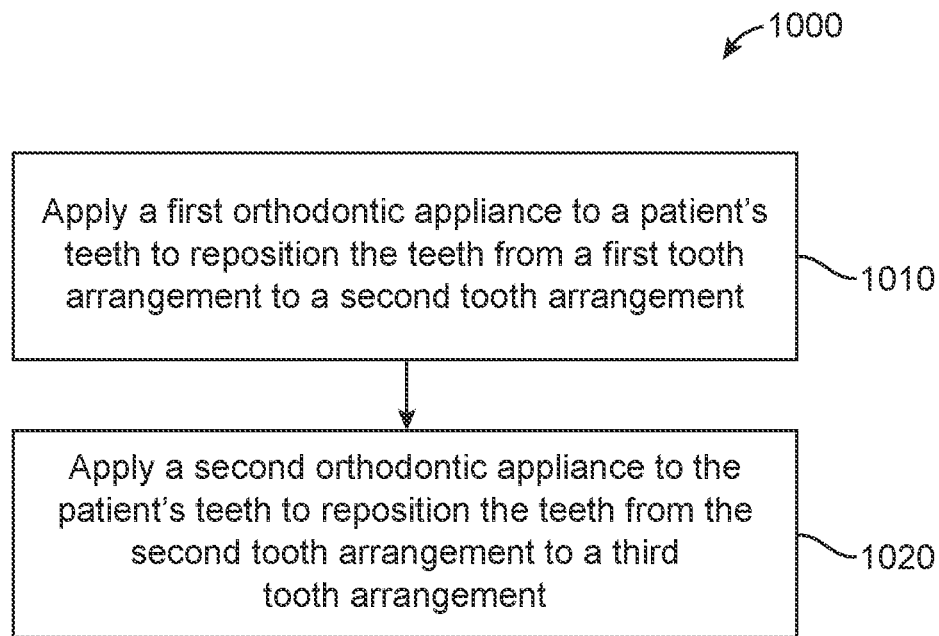 1000
Apply a first orthodontic appliance to a patient's
teeth to reposition the teeth from a first tooth
arrangement to a second tooth arrangement
1010
Apply a second orthodontic appliance to the
patient's teeth to reposition the teeth from the
second tooth arrangement to a third
tooth arrangement
1020